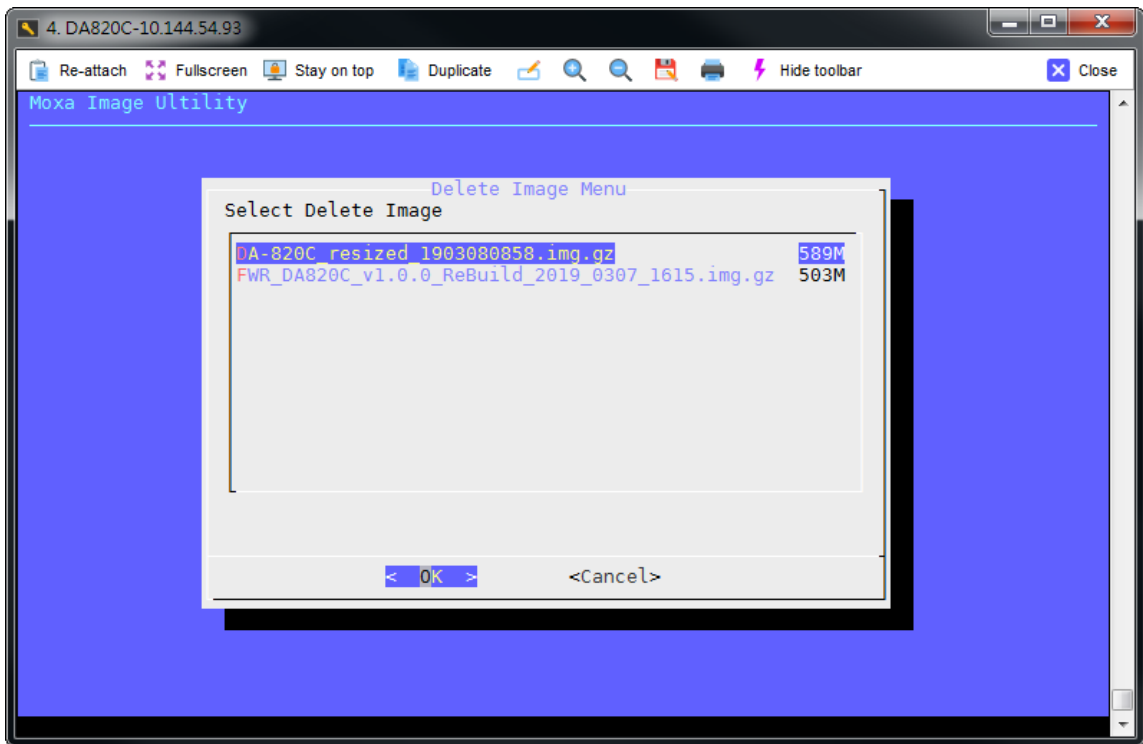 4. DA820C-10.144.54.93
Re-attach Fullscreen Stay on top Duplicate Hide toolbar Close
Moxa Image Ultility
Delete Image Menu
Select Delete Image
DA-820C_resized_1903080858.img.gz 589M
FWR_DA820C_v1.0.0_ReBuild_2019_0307_1615.img.gz 503M
< OK > <Cancel>